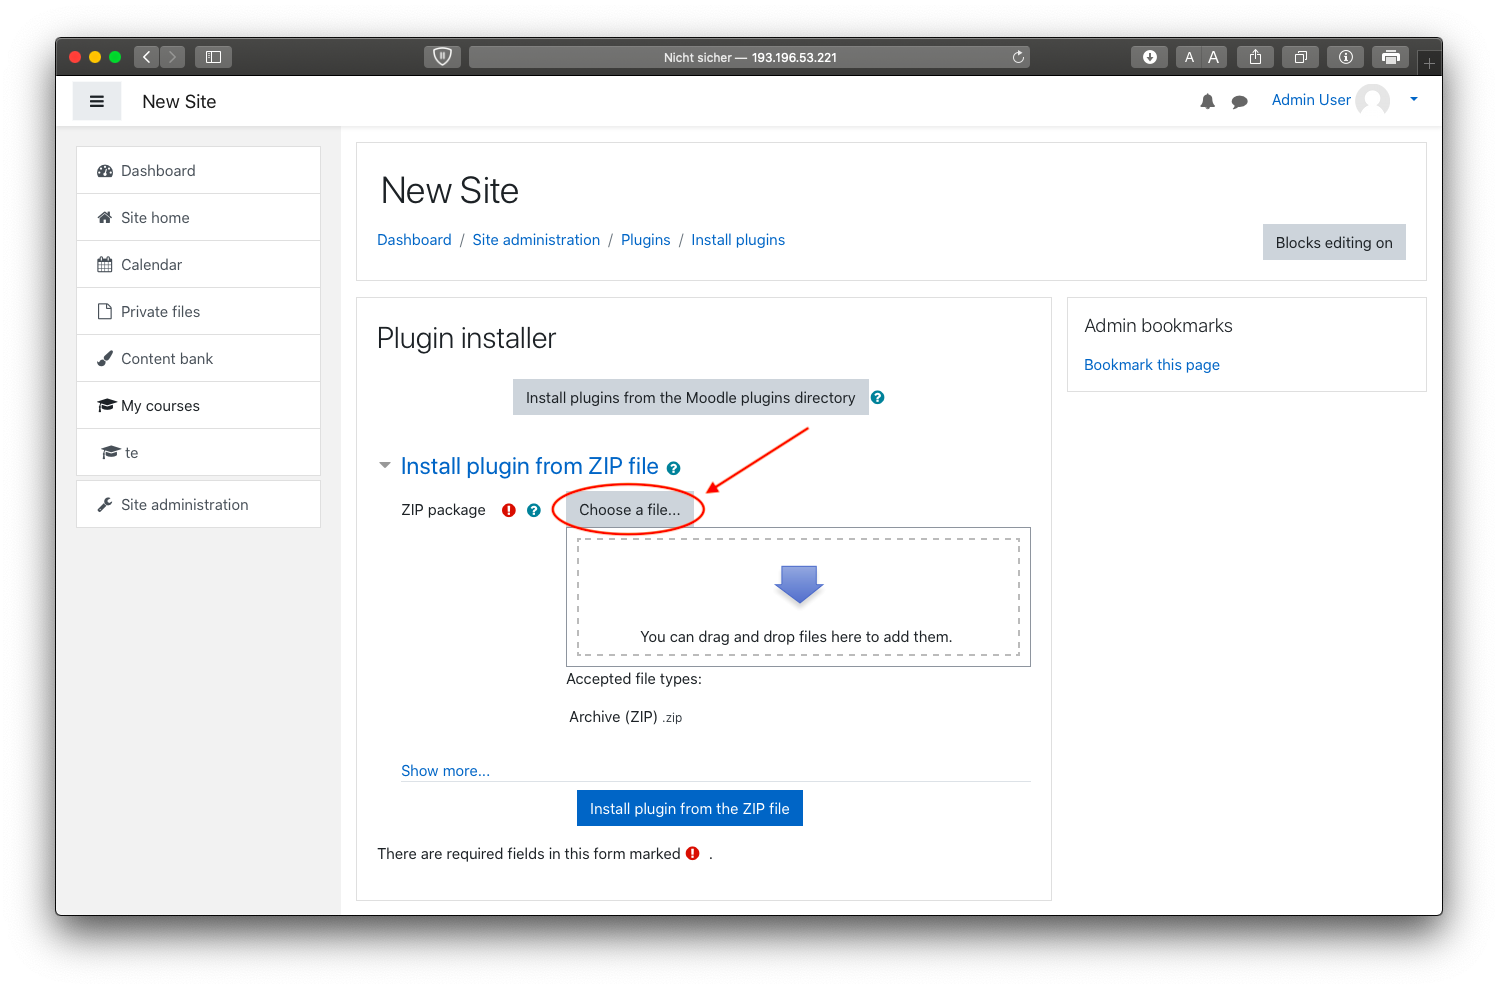 Nicht sicher — 193.196.53.221
A A
New Site
Admin User
Dashboard
Site home
Calendar
Private files
Content bank
My courses
te
Site administration
New Site
Dashboard / Site administration / Plugins / Install plugins
Blocks editing on
Plugin installer
Install plugins from the Moodle plugins directory
Install plugin from ZIP file
ZIP package
Choose a file...
You can drag and drop files here to add them.
Accepted file types:
Archive (ZIP) .zip
Show more...
Install plugin from the ZIP file
There are required fields in this form marked .
Admin bookmarks
Bookmark this page